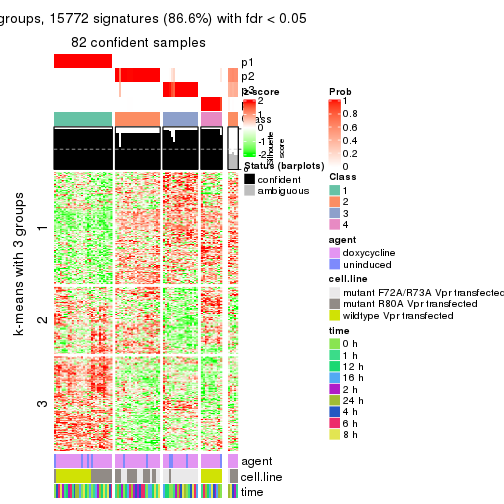 groups, 15772 signatures (86.6%) with fdr < 0.05
82 confident samples
p1
p2
p3
Class
z-score
2
1
0
-1
-2
Silhouette
score
Status (barplots)
confident
ambiguous
Prob
1
0.8
0.6
0.4
0.2
0
Class
1
2
3
4
agent
doxycycline
uninduced
cell.line
mutant F72A/R73A Vpr transfected
mutant R80A Vpr transfected
wildtype Vpr transfected
time
0 h
1 h
12 h
16 h
2 h
24 h
4 h
6 h
8 h
k-means with 3 groups
1
2
3
agent
cell.line
time